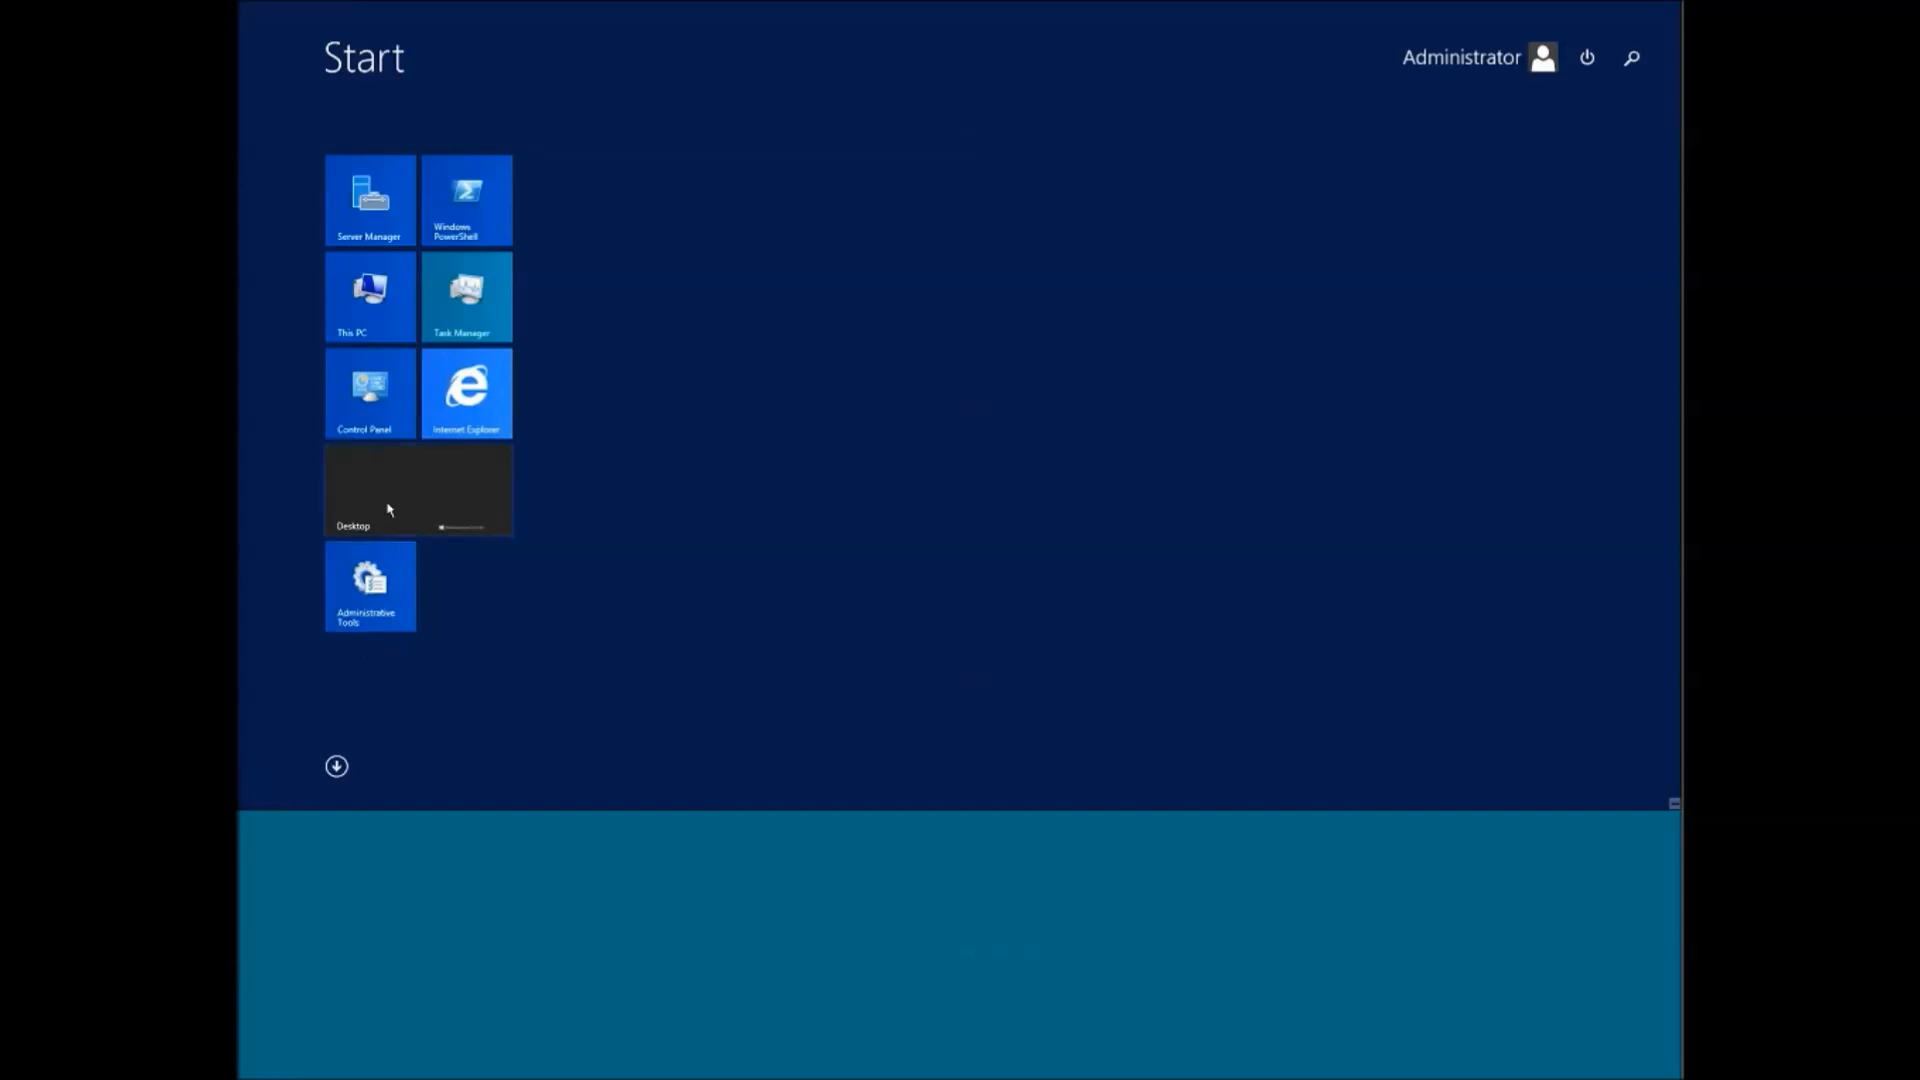 Start
Administrator
Server Manager
Windows
PowerShell
This PC
Task Manager
Control Panel
Internet Explorer
Desktop
Administrative
Tools